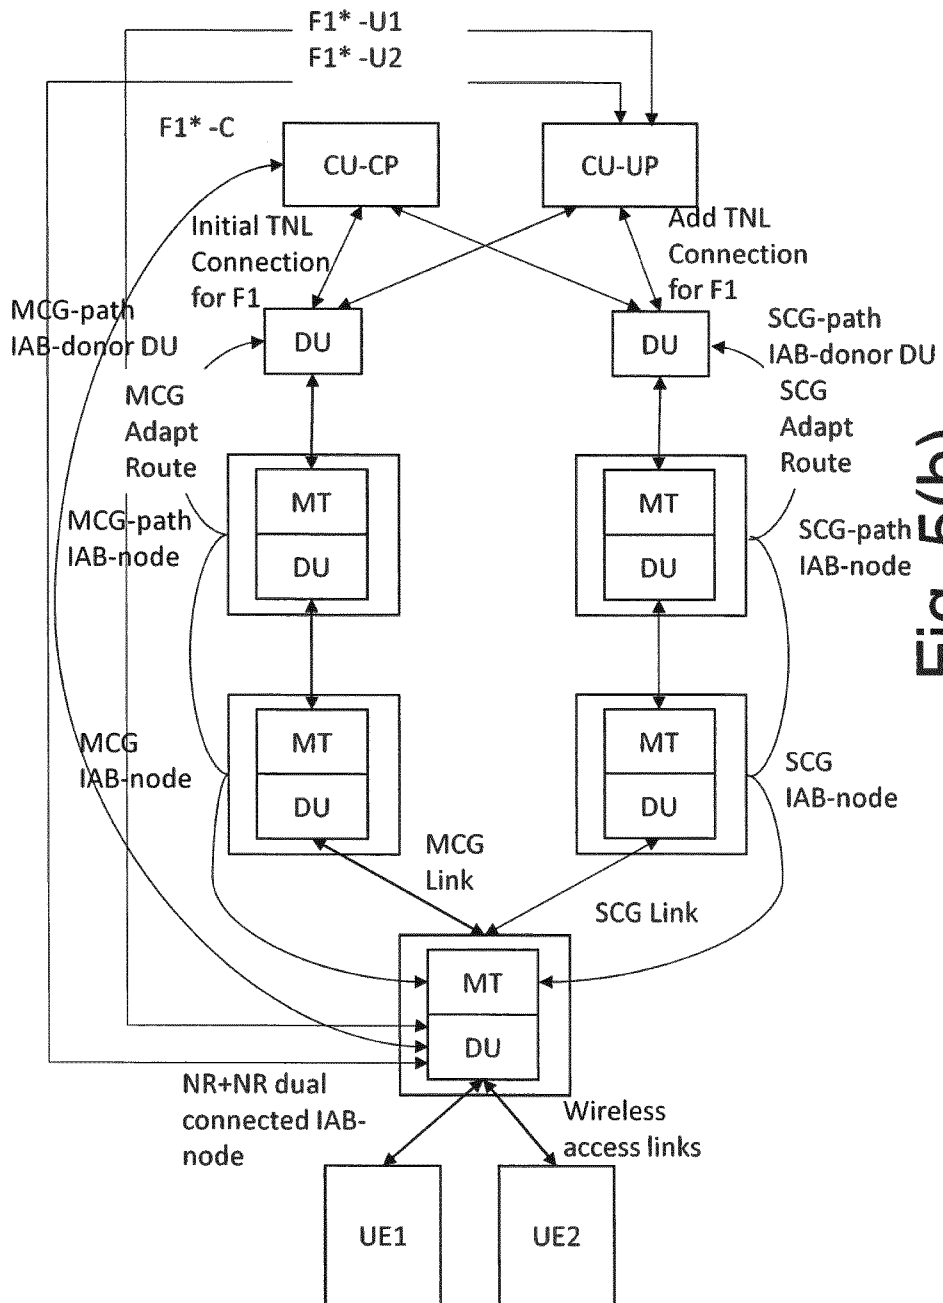 F1* -U1
F1* -U2
F1* -C
CU-CP
CU-UP
Initial TNL
Connection
for F1
Add TNL
Connection
for F1
MCG-path
IAB-donor DU
DU
DU
SCG-path
IAB-donor DU
MCG
Adapt
Route
SCG
Adapt
Route
MT
DU
MT
DU
MCG-path
IAB-node
SCG-path
IAB-node
MCG
IAB-node
MT
DU
MT
DU
SCG
IAB-node
MCG
Link
SCG Link
MT
DU
NR+NR dual
connected IAB-
node
Wireless
access links
UE1
UE2
Fig. 5(b)